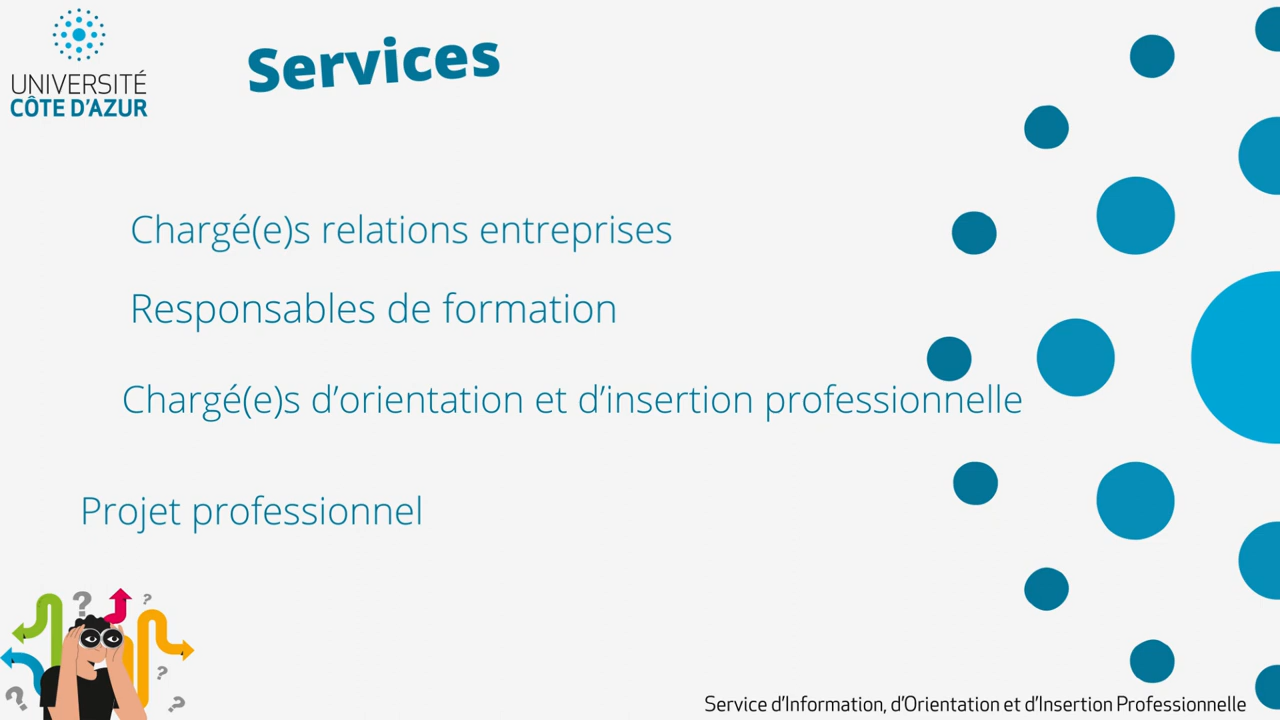 UNIVERSITÉ
CÔTE D'AZUR
Services
Chargé(e)s relations entreprises
Responsables de formation
Chargé(e)s d'orientation et d'insertion professionnelle
Projet professionnel
? ? ? ? ?
Service d'Information, d'Orientation et d'Insertion Professionnelle